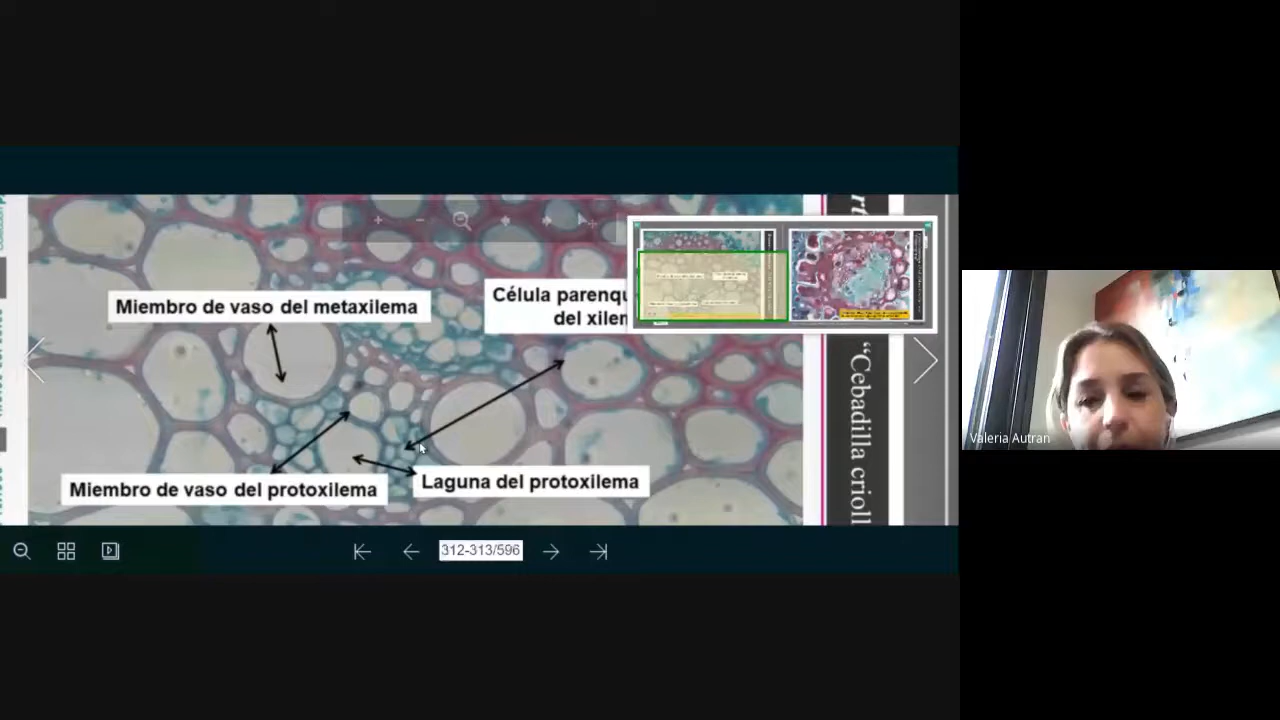 Miembro de vaso del metaxilema
Célula parenqu
del xilen
Miembro de vaso del protoxilema
Laguna del protoxilema
“Cebadilla crioll
312-313/596
Valeria Autran